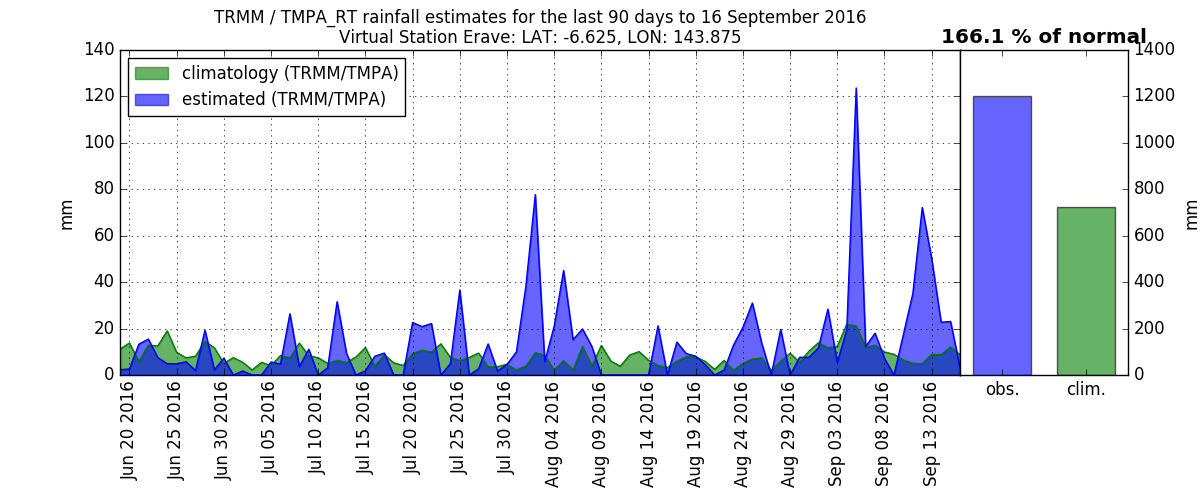 TRMM / TMPA_RT rainfall estimates for the last 90 days to 16 September 2016
Virtual Station Erave: LAT: -6.625, LON: 143.875
166.1 % of normal
climatology (TRMM/TMPA)
estimated (TRMM/TMPA)
140
120
100
80
60
40
20
0
mm
Jun 20 2016
Jun 25 2016
Jun 30 2016
Jul 05 2016
Jul 10 2016
Jul 15 2016
Jul 20 2016
Jul 25 2016
Jul 30 2016
Aug 04 2016
Aug 09 2016
Aug 14 2016
Aug 19 2016
Aug 24 2016
Aug 29 2016
Sep 03 2016
Sep 08 2016
Sep 13 2016
1400
1200
1000
800
600
400
200
0
mm
obs.
clim.